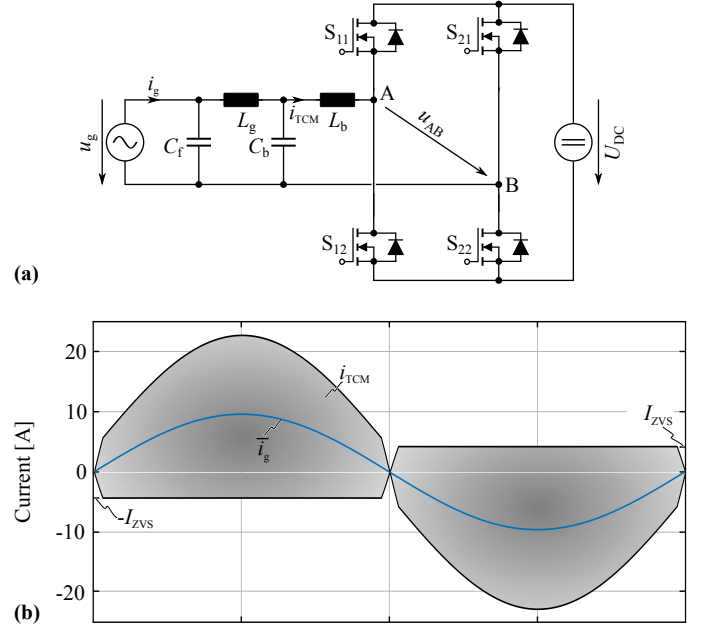 S11
S21
ig
A
uAB
ug
Cf
Lg
iTCM
Cb
Lb
UDC
B
S12
S22
(a)
Current [A]
20
10
0
-10
-20
iTCM
ig
IZVS
-IZVS
(b)